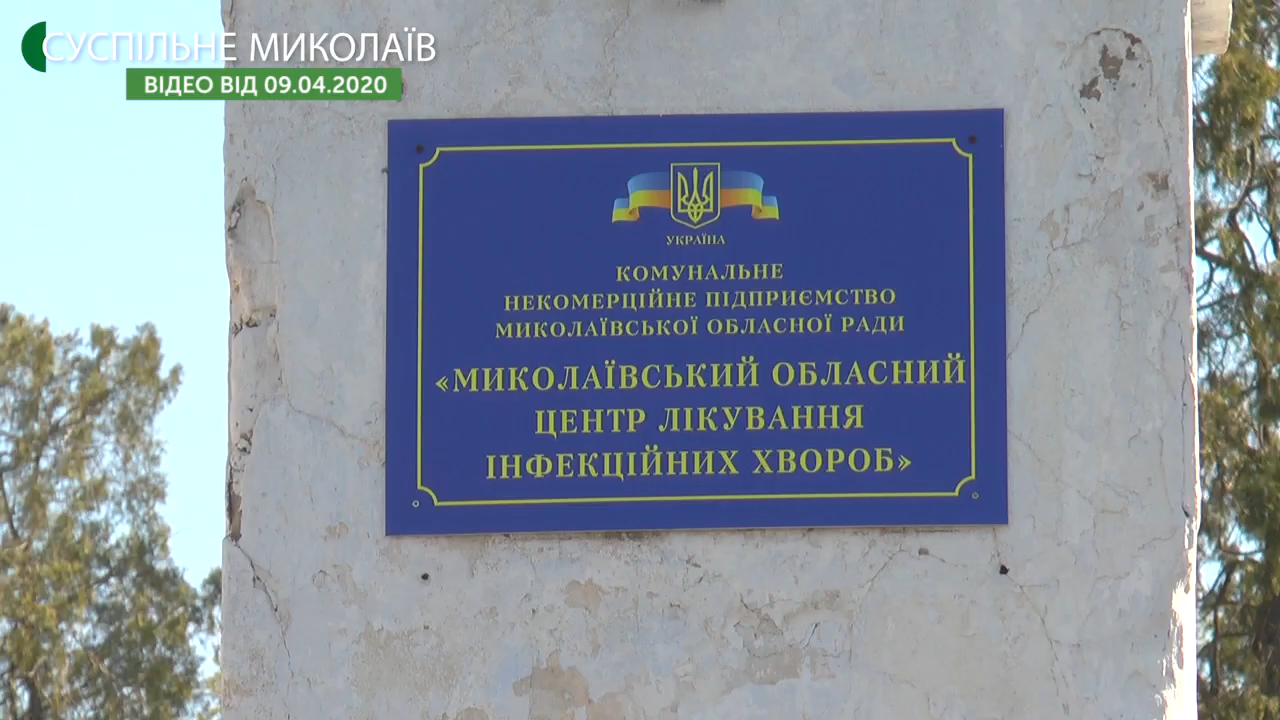 СУСПІЛЬНЕ МИКОЛАЇВ
ВІДЕО ВІД 09.04.2020
УКРАЇНА
КОМУНАЛЬНЕ
НЕКОМЕРЦІЙНЕ ПІДПРИЄМСТВО
МИКОЛАЇВСЬКОЇ ОБЛАСНОЇ РАДИ
«МИКОЛАЇВСЬКИЙ ОБЛАСНИЙ
ЦЕНТР ЛІКУВАННЯ
ІНФЕКЦІЙНИХ ХВОРОБ»